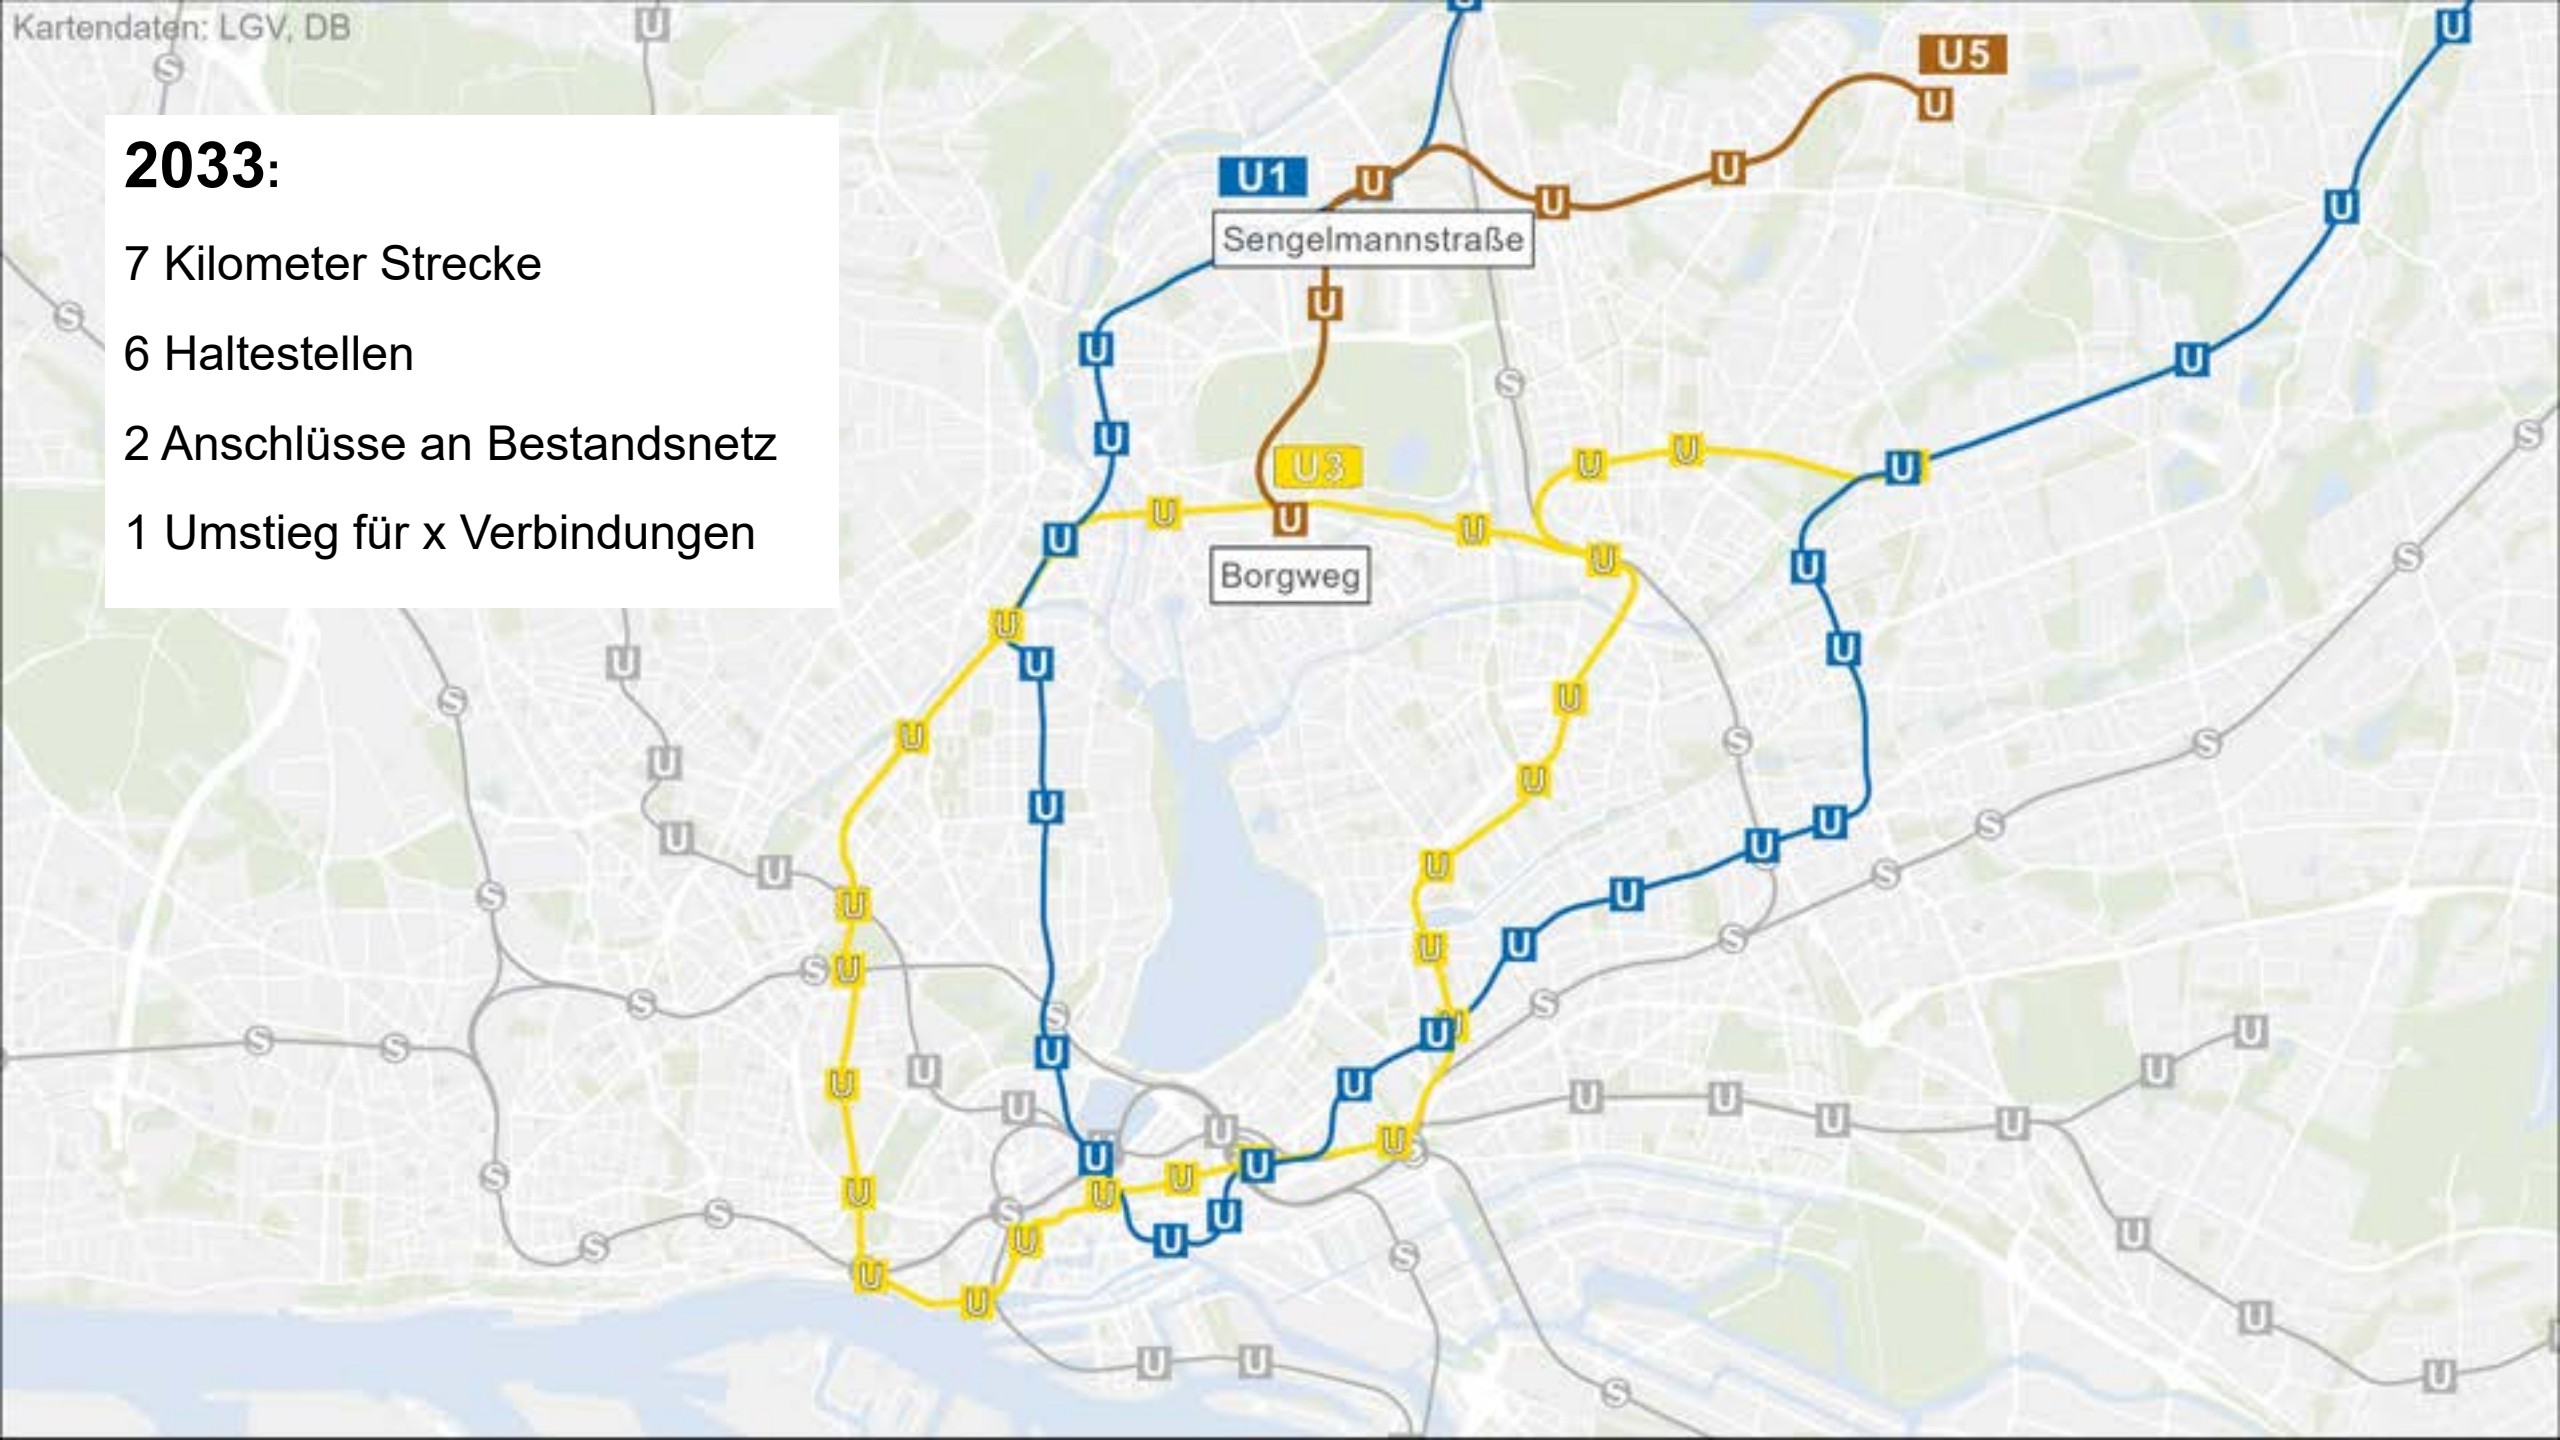 Kartendaten: LGV, DB
U5
2033:
U1
7 Kilometer Strecke
Sengelmannstraße
6 Haltestellen
2 Anschlüsse an Bestandsnetz
U3
1 Umstieg für x Verbindungen
Borgweg